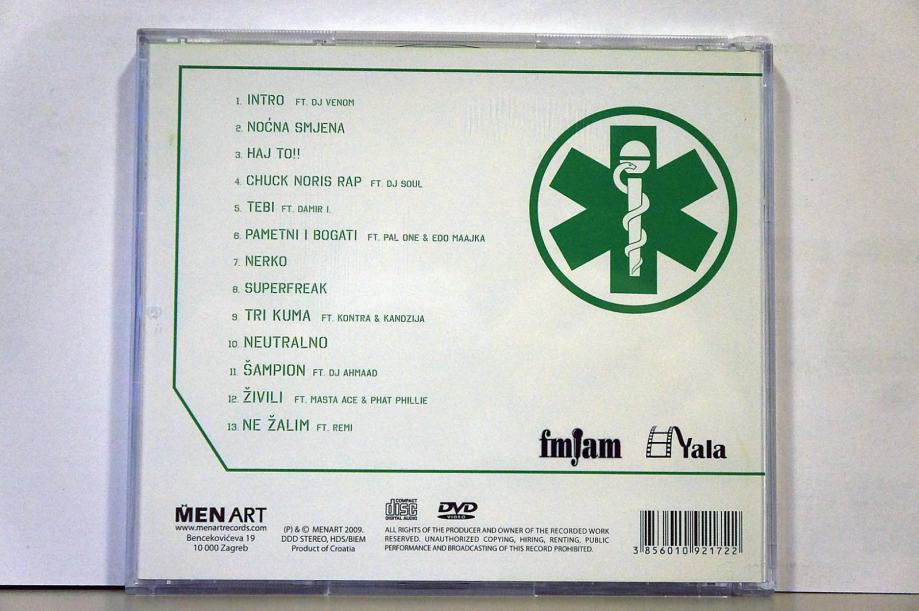 1. INTRO FT. DJ VENOM
2. NOĆNA SMJENA
3. HAJ TO!!
4. CHUCK NORIS RAP FT. DJ SOUL
5. TEBI FT. DAMIR I.
6. PAMETNI I BOGATI FT. PAL ONE & EDO MAAJKA
7. NERKO
8. SUPERFREAK
9. TRI KUMA FT. KONTRA & KANDZIJA
10. NEUTRALNO
11. ŠAMPION FT. DJ AHMAAD
12. ŽIVILI FT. MASTA ACE & PHAT PHILLIE
13. NE ŽALIM FT. REMI
fmJam Yala
MENART
www.menartrecords.com
Bencekovićeva 19
10 000 Zagreb
(P) & © MENART 2009.
DDD STEREO, HDS/BIEM
Product of Croatia
COMPACT
disc
DIGITAL AUDIO
DVD
VIDEO
ALL RIGHTS OF THE PRODUCER AND OWNER OF THE RECORDED WORK
RESERVED. UNAUTHORIZED COPYING, HIRING, RENTING, PUBLIC
PERFORMANCE AND BROADCASTING OF THIS RECORD PROHIBITED.
3 856010 921722